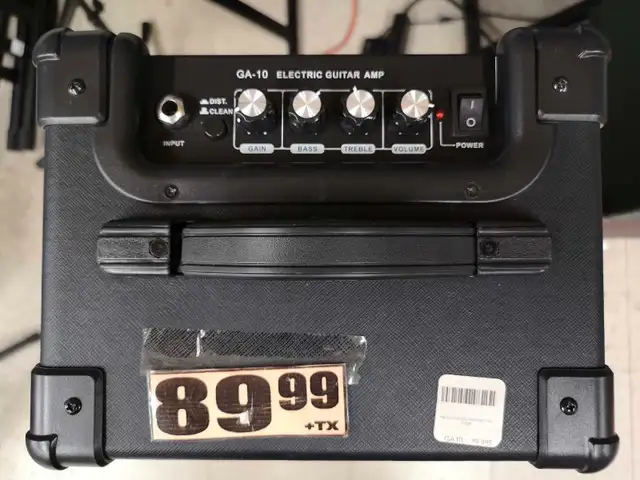 GA-10 ELECTRIC GUITAR AMP
DIST.
CLEAN
INPUT
GAIN
BASS
TREBLE
VOLUME
POWER
89 99
+TX